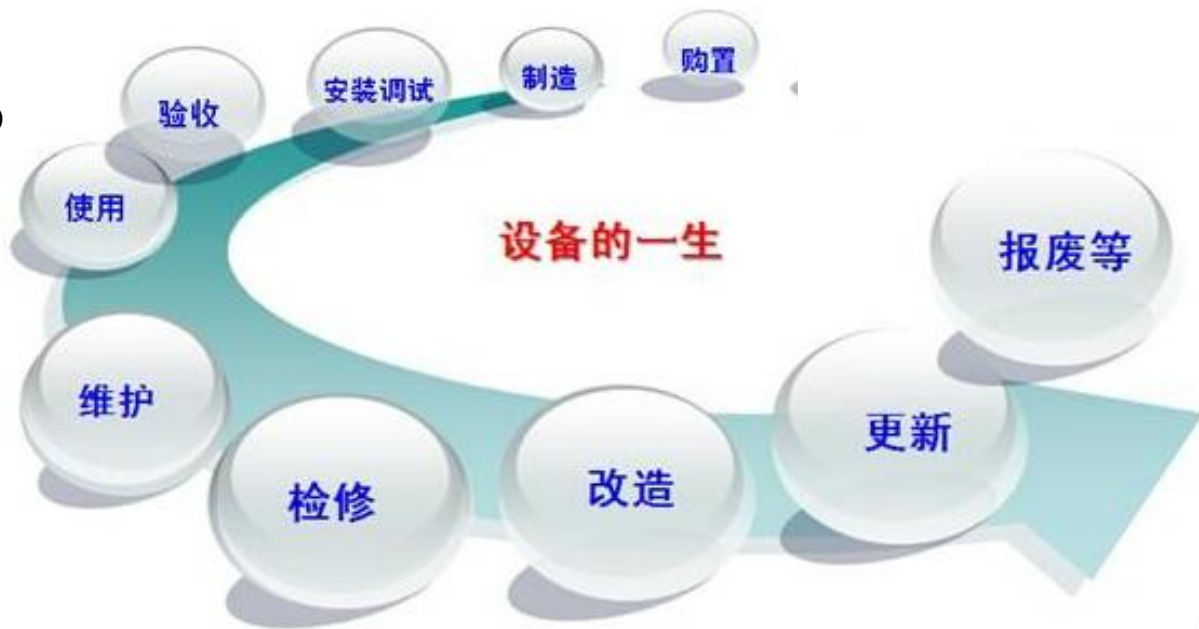 购置
制造
安装调试
验收
使用
设备的一生
维护
检修
改造
更新
报废等